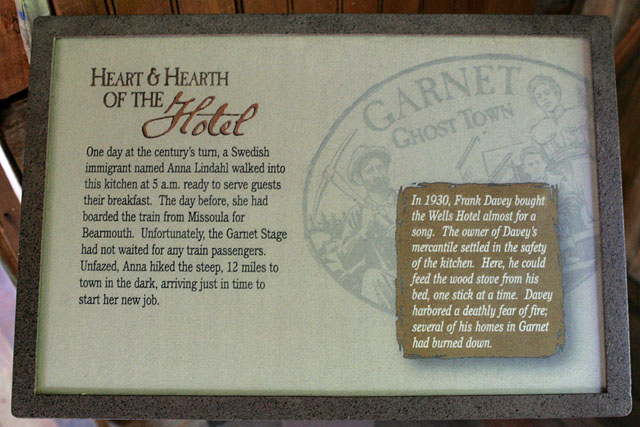 HEART & HEARTH
OF THE Hotel
One day at the century's turn, a Swedish
immigrant named Anna Lindahl walked into
this kitchen at 5 a.m. ready to serve guests
their breakfast. The day before, she had
boarded the train from Missoula for
Bearmouth. Unfortunately, the Garnet Stage
had not waited for any train passengers.
Unfazed, Anna hiked the steep, 12 miles to
town in the dark, arriving just in time to
start her new job.
GARNET
GHOST TOWN
In 1930, Frank Davey bought
the Wells Hotel almost for a
song. The owner of Davey's
mercantile settled in the safety
of the kitchen. Here, he could
feed the wood stove from his
bed, one stick at a time. Davey
harbored a deathly fear of fire;
several of his homes in Garnet
had burned down.